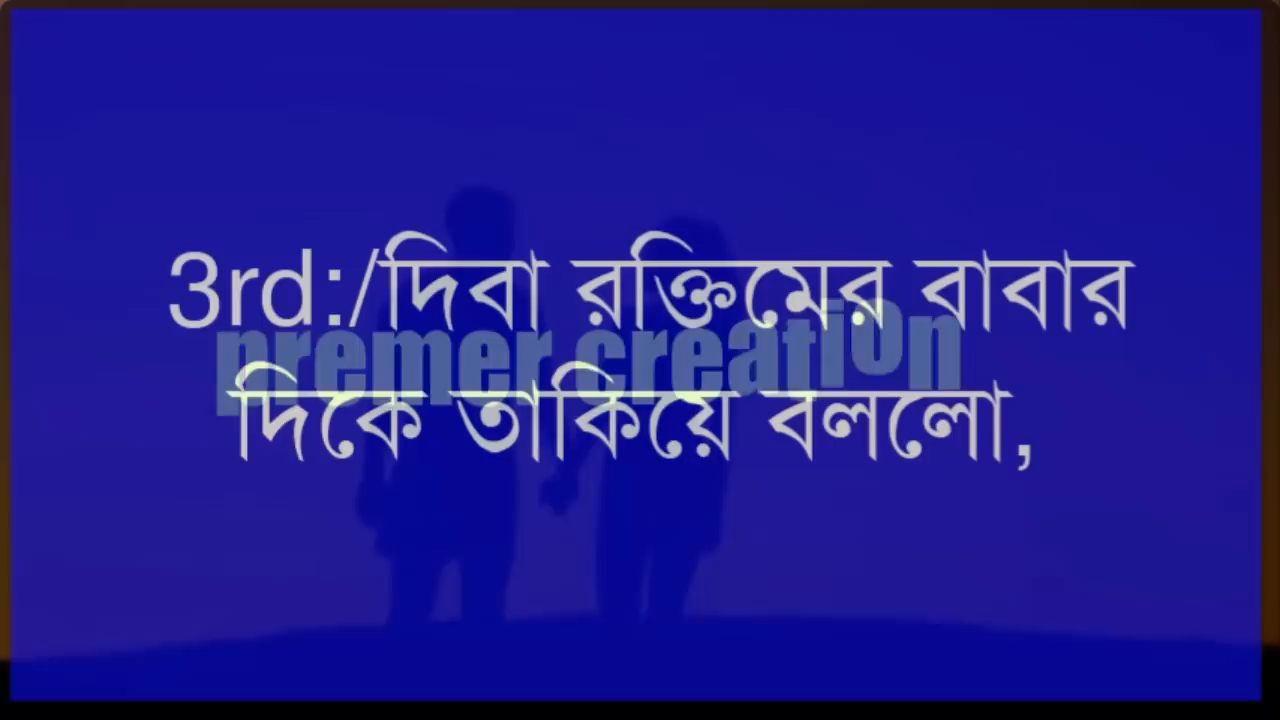 3rd:/দিবা রক্তিমের বাবার
premer creation
দিকে তাকিয়ে বললো,